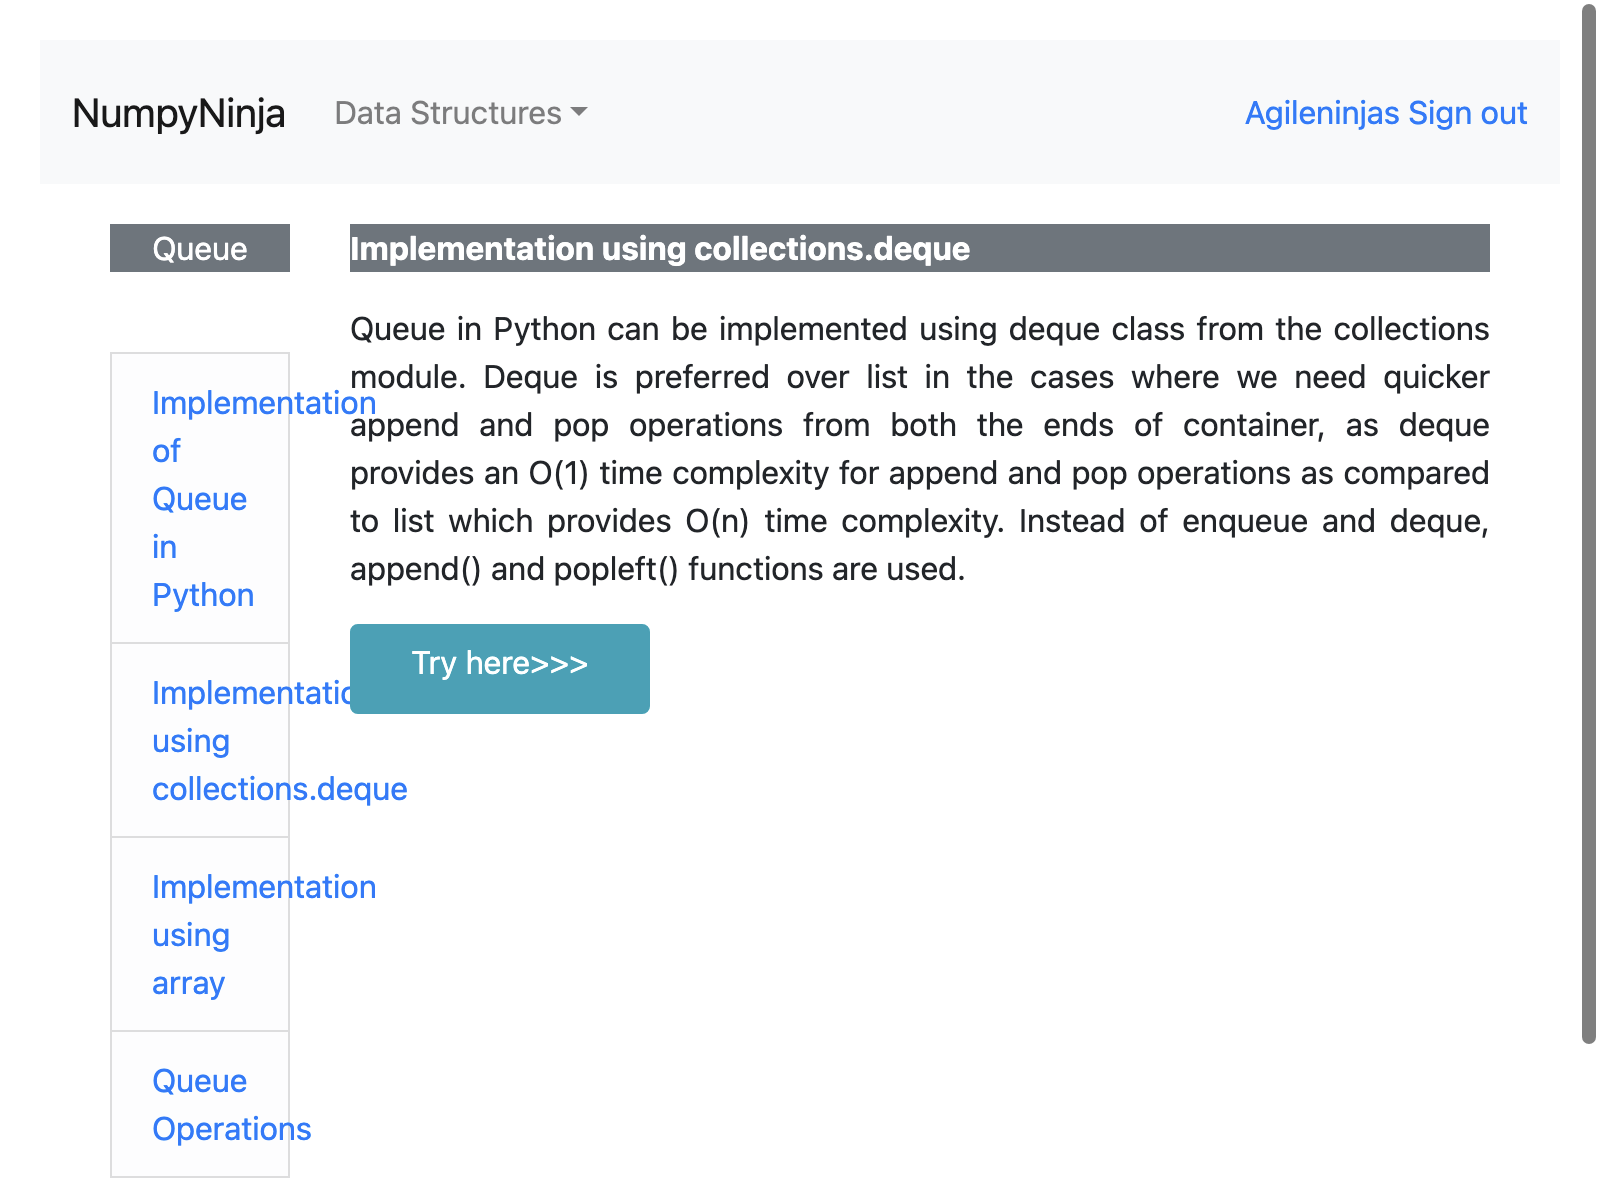 NumpyNinja
Data Structures
Agileninjas Sign out
Queue
Implementation
of
Queue
in
Python
Implementatio
using
collections.deque
Implementation
using
array
Queue
Operations
Implementation using collections.deque
Queue in Python can be implemented using deque class from the collections
module. Deque is preferred over list in the cases where we need quicker
append and pop operations from both the ends of container, as deque
provides an O(1) time complexity for append and pop operations as compared
to list which provides O(n) time complexity. Instead of enqueue and deque,
append() and popleft() functions are used.
Try here>>>